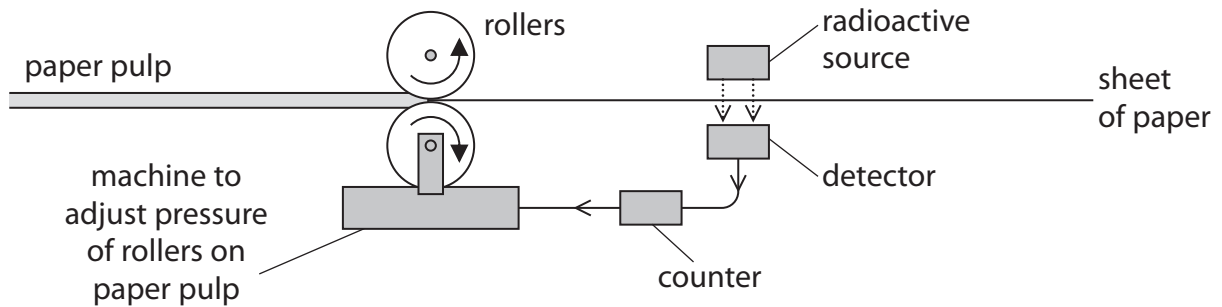 rollers
radioactive
source
paper pulp
sheet
of paper
machine to
adjust pressure
of rollers on
paper pulp
detector
counter